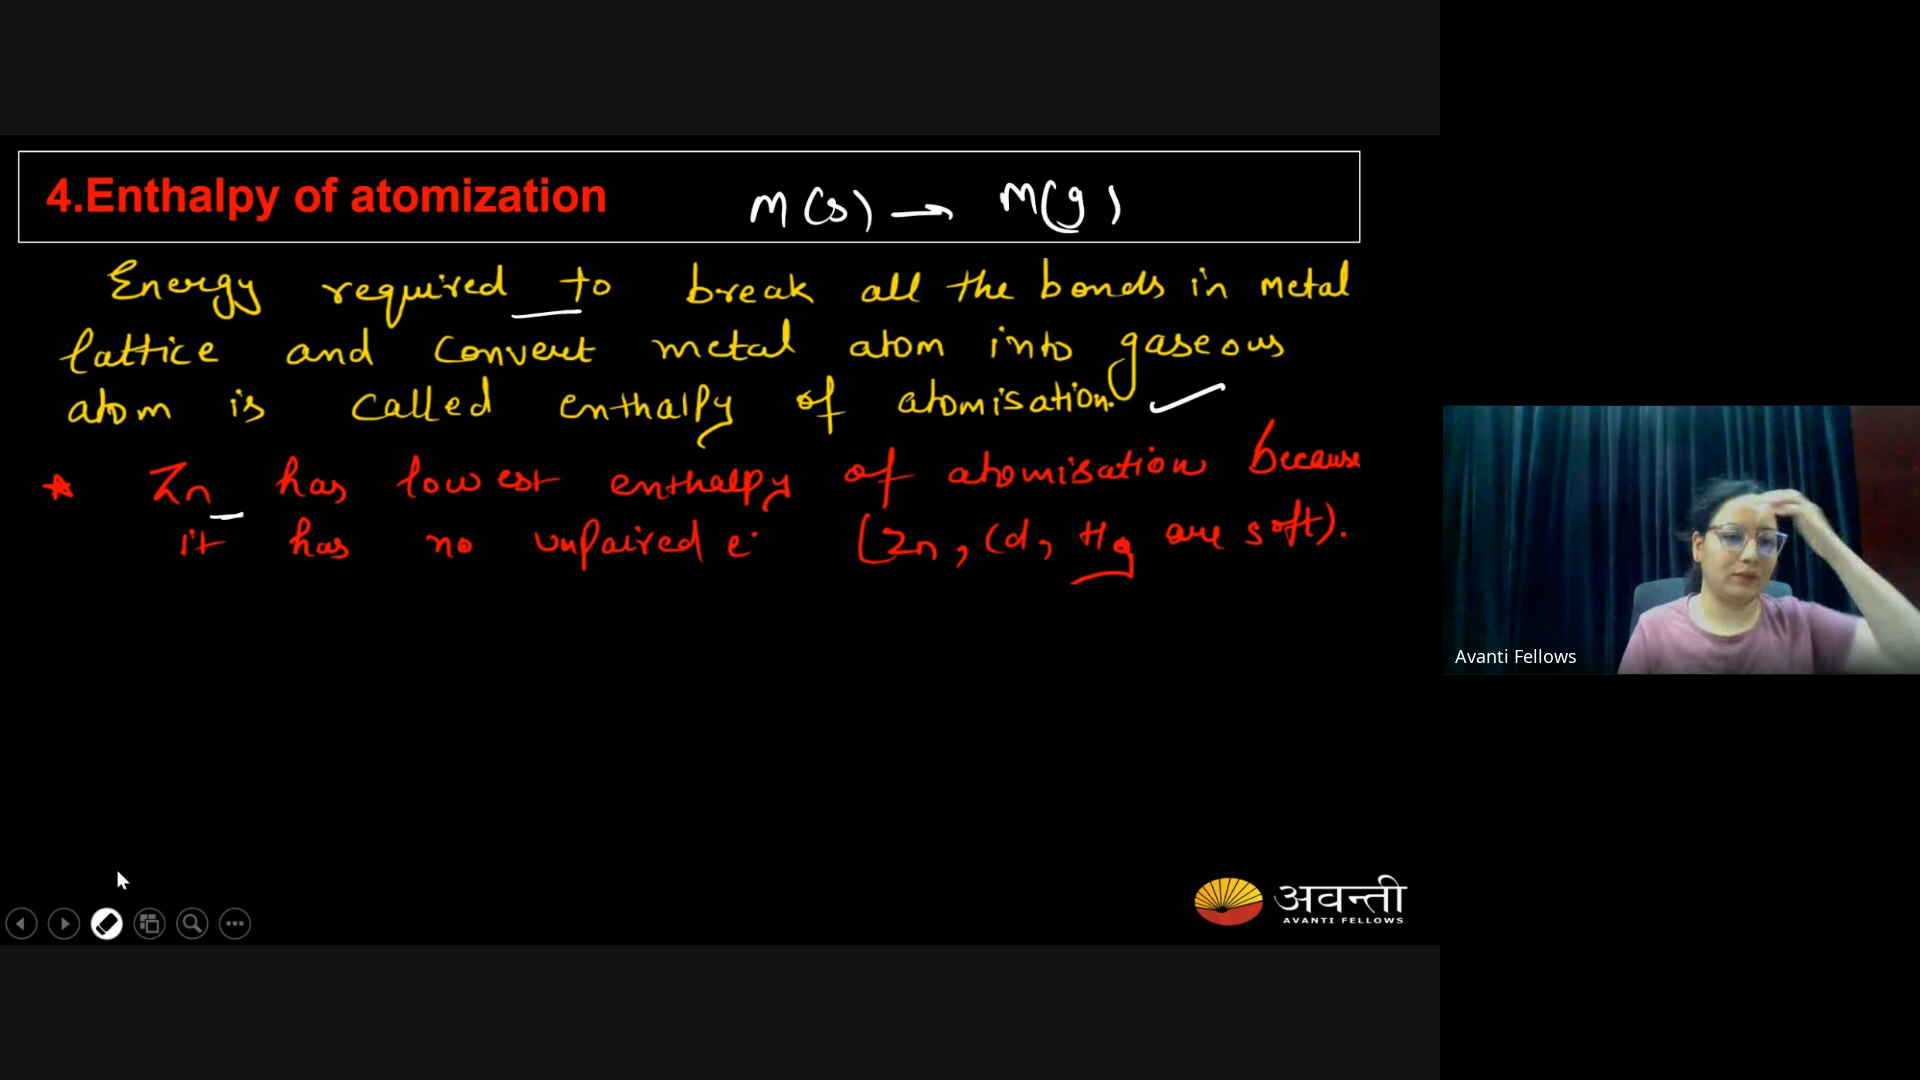 4.Enthalpy of atomization M(s) → M(g)
Energy required to break all the bonds in metal
lattice and convert metal atom into gaseous
atom is called enthalpy of atomisation.
* Zn has lowest enthalpy of atomisation because
it has no unpaired e⁻ (Zn, Cd, Hg are soft).
Avanti Fellows
अवन्ती
AVANTI FELLOWS